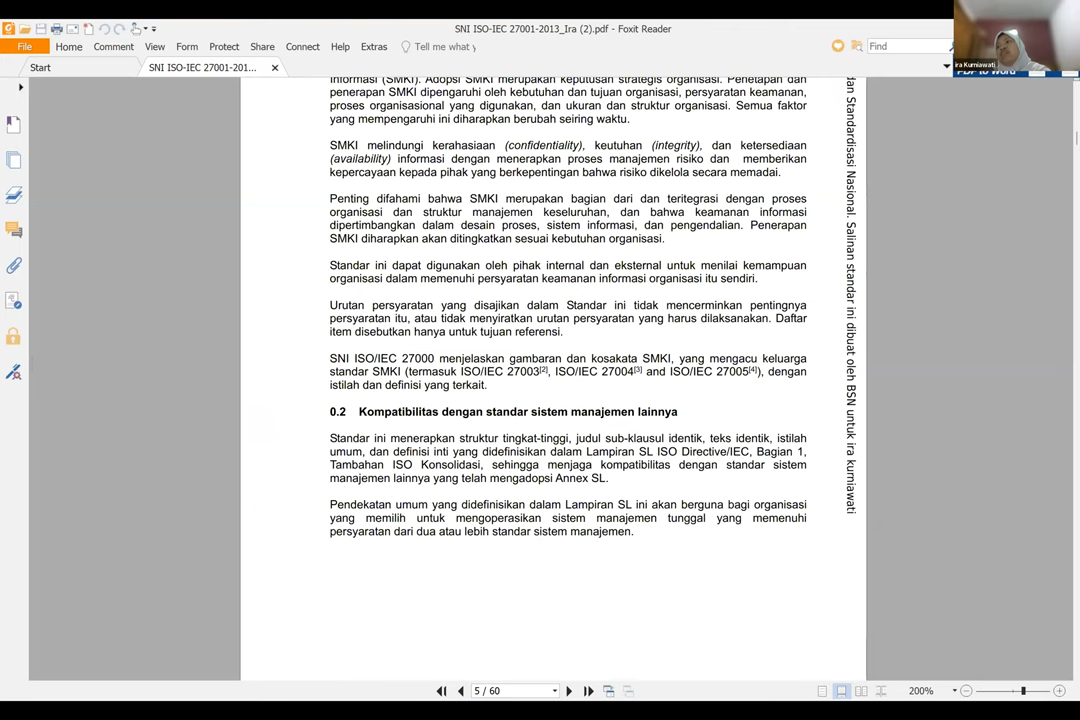 SNI ISO-IEC 27001-2013_Ira (2).pdf - Foxit Reader
File Home Comment View Form Protect Share Connect Help Extras Tell me what y Find
ira Kurniawati
PDF to Word
Start SNI ISO-IEC 27001-201...
Informasi (SMKI). Adopsi SMKI merupakan keputusan strategis organisasi. Penetapan dan
penerapan SMKI dipengaruhi oleh kebutuhan dan tujuan organisasi, persyaratan keamanan,
proses organisasional yang digunakan, dan ukuran dan struktur organisasi. Semua faktor
yang mempengaruhi ini diharapkan berubah seiring waktu.
SMKI melindungi kerahasiaan (confidentiality), keutuhan (integrity), dan ketersediaan
(availability) informasi dengan menerapkan proses manajemen risiko dan memberikan
kepercayaan kepada pihak yang berkepentingan bahwa risiko dikelola secara memadai.
Penting difahami bahwa SMKI merupakan bagian dari dan teritegrasi dengan proses
organisasi dan struktur manajemen keseluruhan, dan bahwa keamanan informasi
dipertimbangkan dalam desain proses, sistem informasi, dan pengendalian. Penerapan
SMKI diharapkan akan ditingkatkan sesuai kebutuhan organisasi.
Standar ini dapat digunakan oleh pihak internal dan eksternal untuk menilai kemampuan
organisasi dalam memenuhi persyaratan keamanan informasi organisasi itu sendiri.
Urutan persyaratan yang disajikan dalam Standar ini tidak mencerminkan pentingnya
persyaratan itu, atau tidak menyiratkan urutan persyaratan yang harus dilaksanakan. Daftar
item disebutkan hanya untuk tujuan referensi.
SNI ISO/IEC 27000 menjelaskan gambaran dan kosakata SMKI, yang mengacu keluarga
standar SMKI (termasuk ISO/IEC 27003[2], ISO/IEC 27004[3] and ISO/IEC 27005[4]), dengan
istilah dan definisi yang terkait.
0.2 Kompatibilitas dengan standar sistem manajemen lainnya
Standar ini menerapkan struktur tingkat-tinggi, judul sub-klausul identik, teks identik, istilah
umum, dan definisi inti yang didefinisikan dalam Lampiran SL ISO Directive/IEC, Bagian 1,
Tambahan ISO Konsolidasi, sehingga menjaga kompatibilitas dengan standar sistem
manajemen lainnya yang telah mengadopsi Annex SL.
Pendekatan umum yang didefinisikan dalam Lampiran SL ini akan berguna bagi organisasi
yang memilih untuk mengoperasikan sistem manajemen tunggal yang memenuhi
persyaratan dari dua atau lebih standar sistem manajemen.
dan Standardisasi Nasional. Salinan standar ini dibuat oleh BSN untuk ira kurniawati
5 / 60
200%